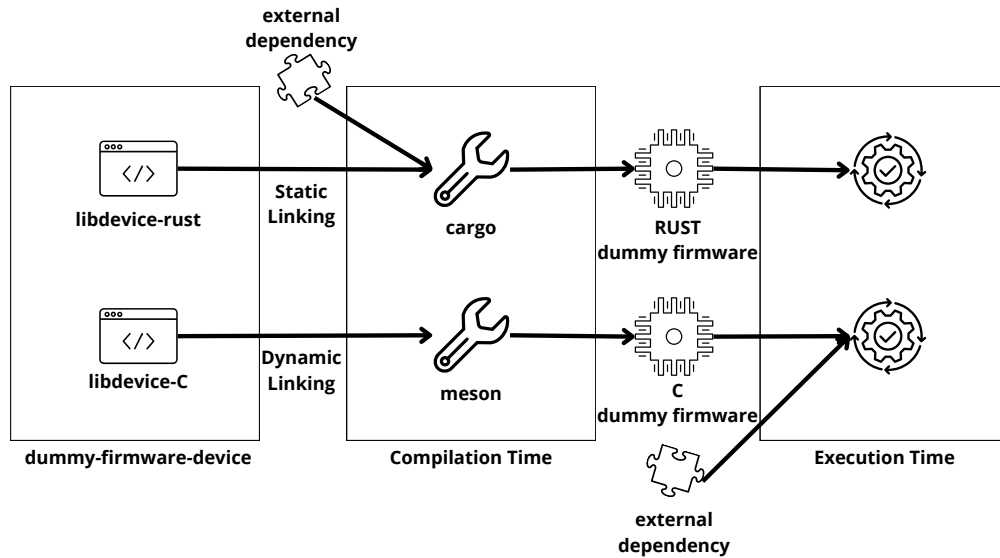 external
dependency
</>
libdevice-rust
Static
Linking
cargo
RUST
dummy firmware
</>
libdevice-C
Dynamic
Linking
meson
C
dummy firmware
dummy-firmware-device
Compilation Time
Execution Time
external
dependency